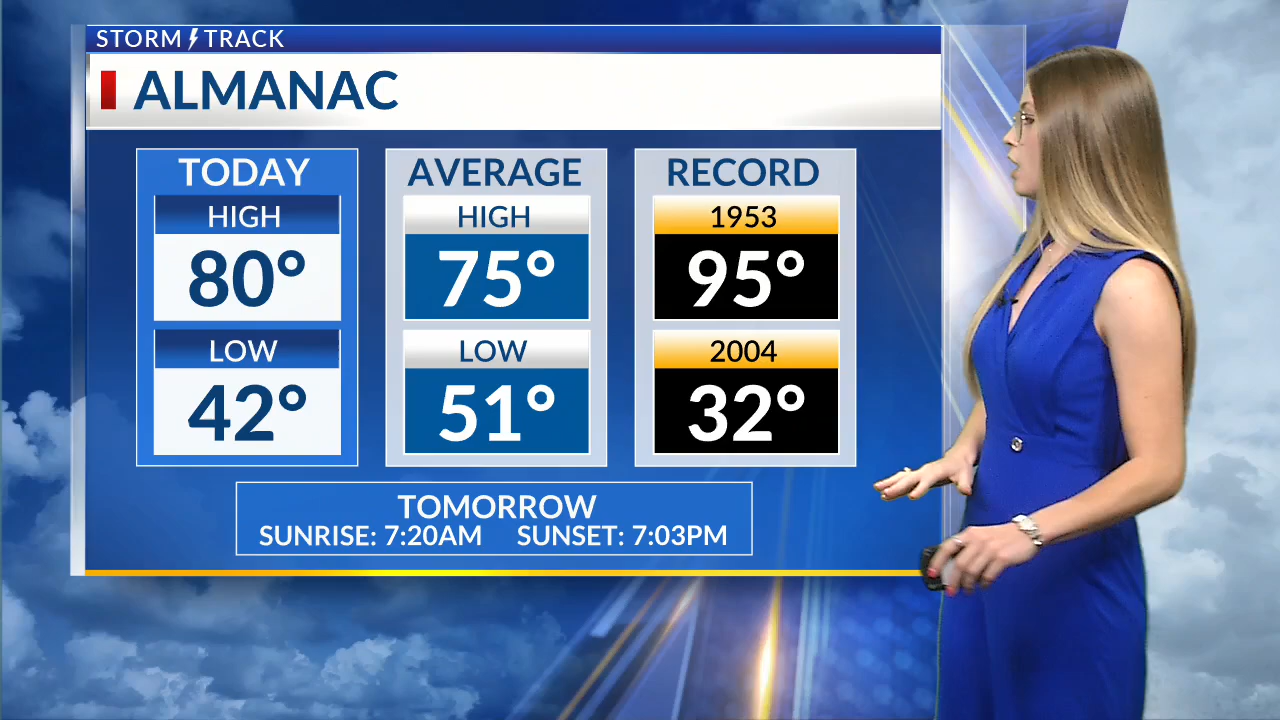 STORM TRACK
ALMANAC
TODAY
HIGH
80°
LOW
42°
AVERAGE
HIGH
75°
LOW
51°
RECORD
1953
95°
2004
32°
TOMORROW
SUNRISE: 7:20AM SUNSET: 7:03PM